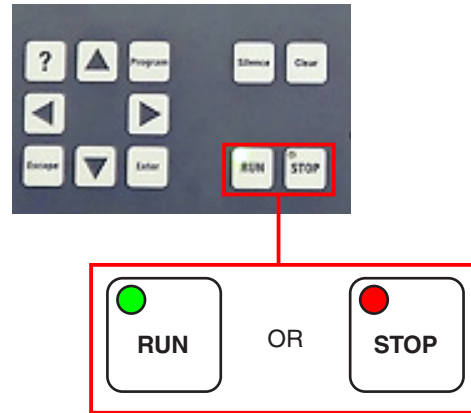 ?
Program
Silence
Clear
Escape
Enter
RUN
STOP
RUN
OR
STOP